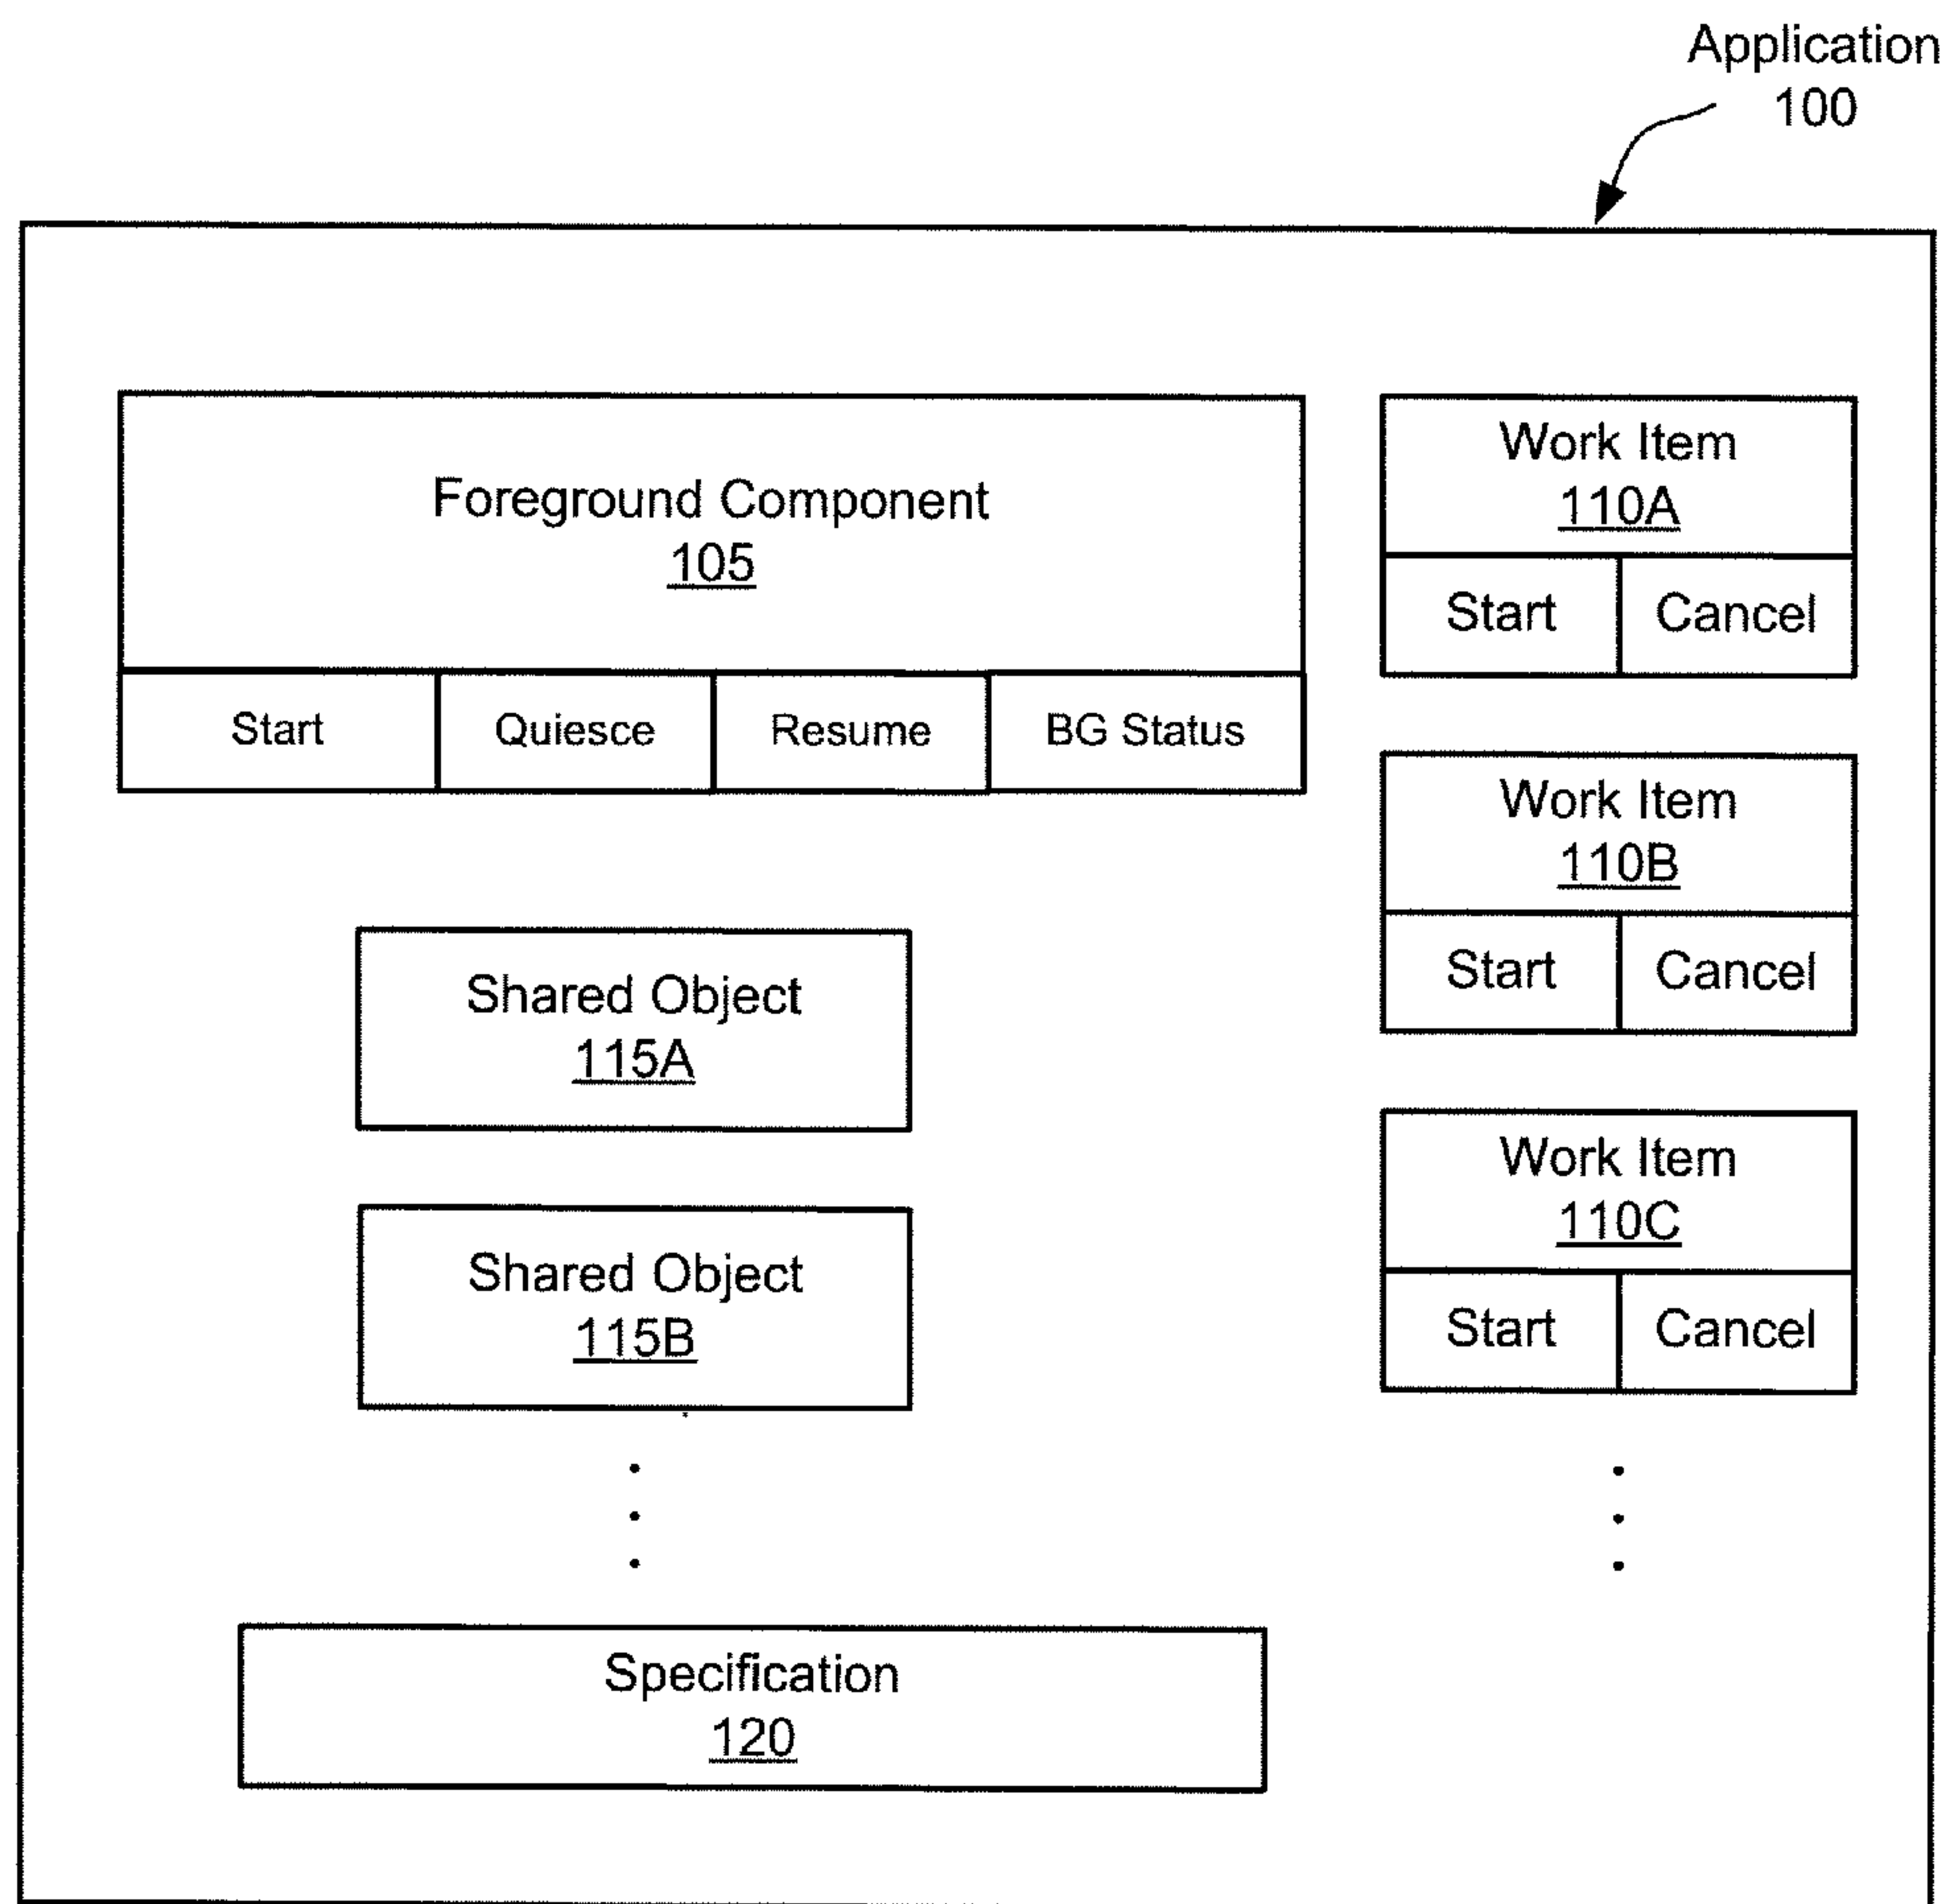 Application
100
Foreground Component
105
Start
Quiesce
Resume
BG Status
Work Item
110A
Start
Cancel
Work Item
110B
Start
Cancel
Work Item
110C
Start
Cancel
Shared Object
115A
Shared Object
115B
Specification
120